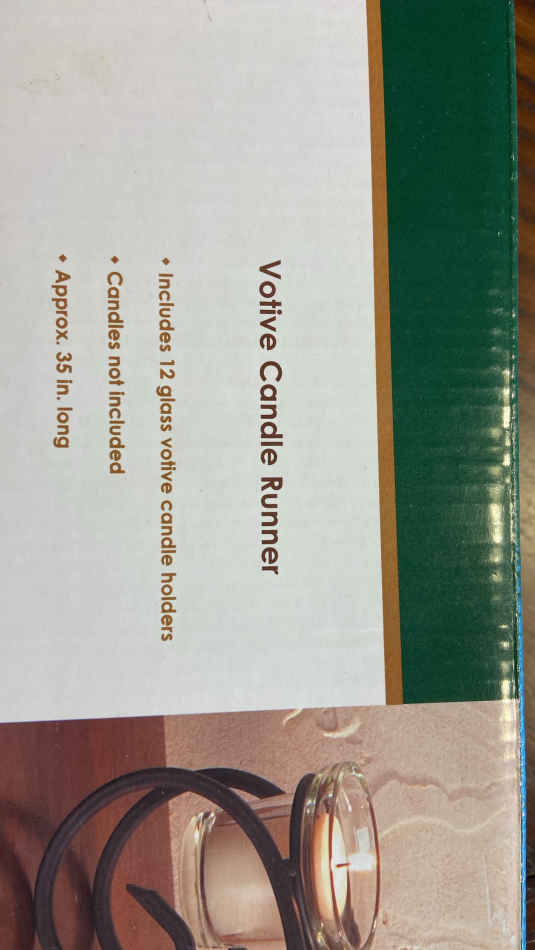 Votive Candle Runner
• Includes 12 glass votive candle holders
• Candles not included
• Approx. 35 in. long